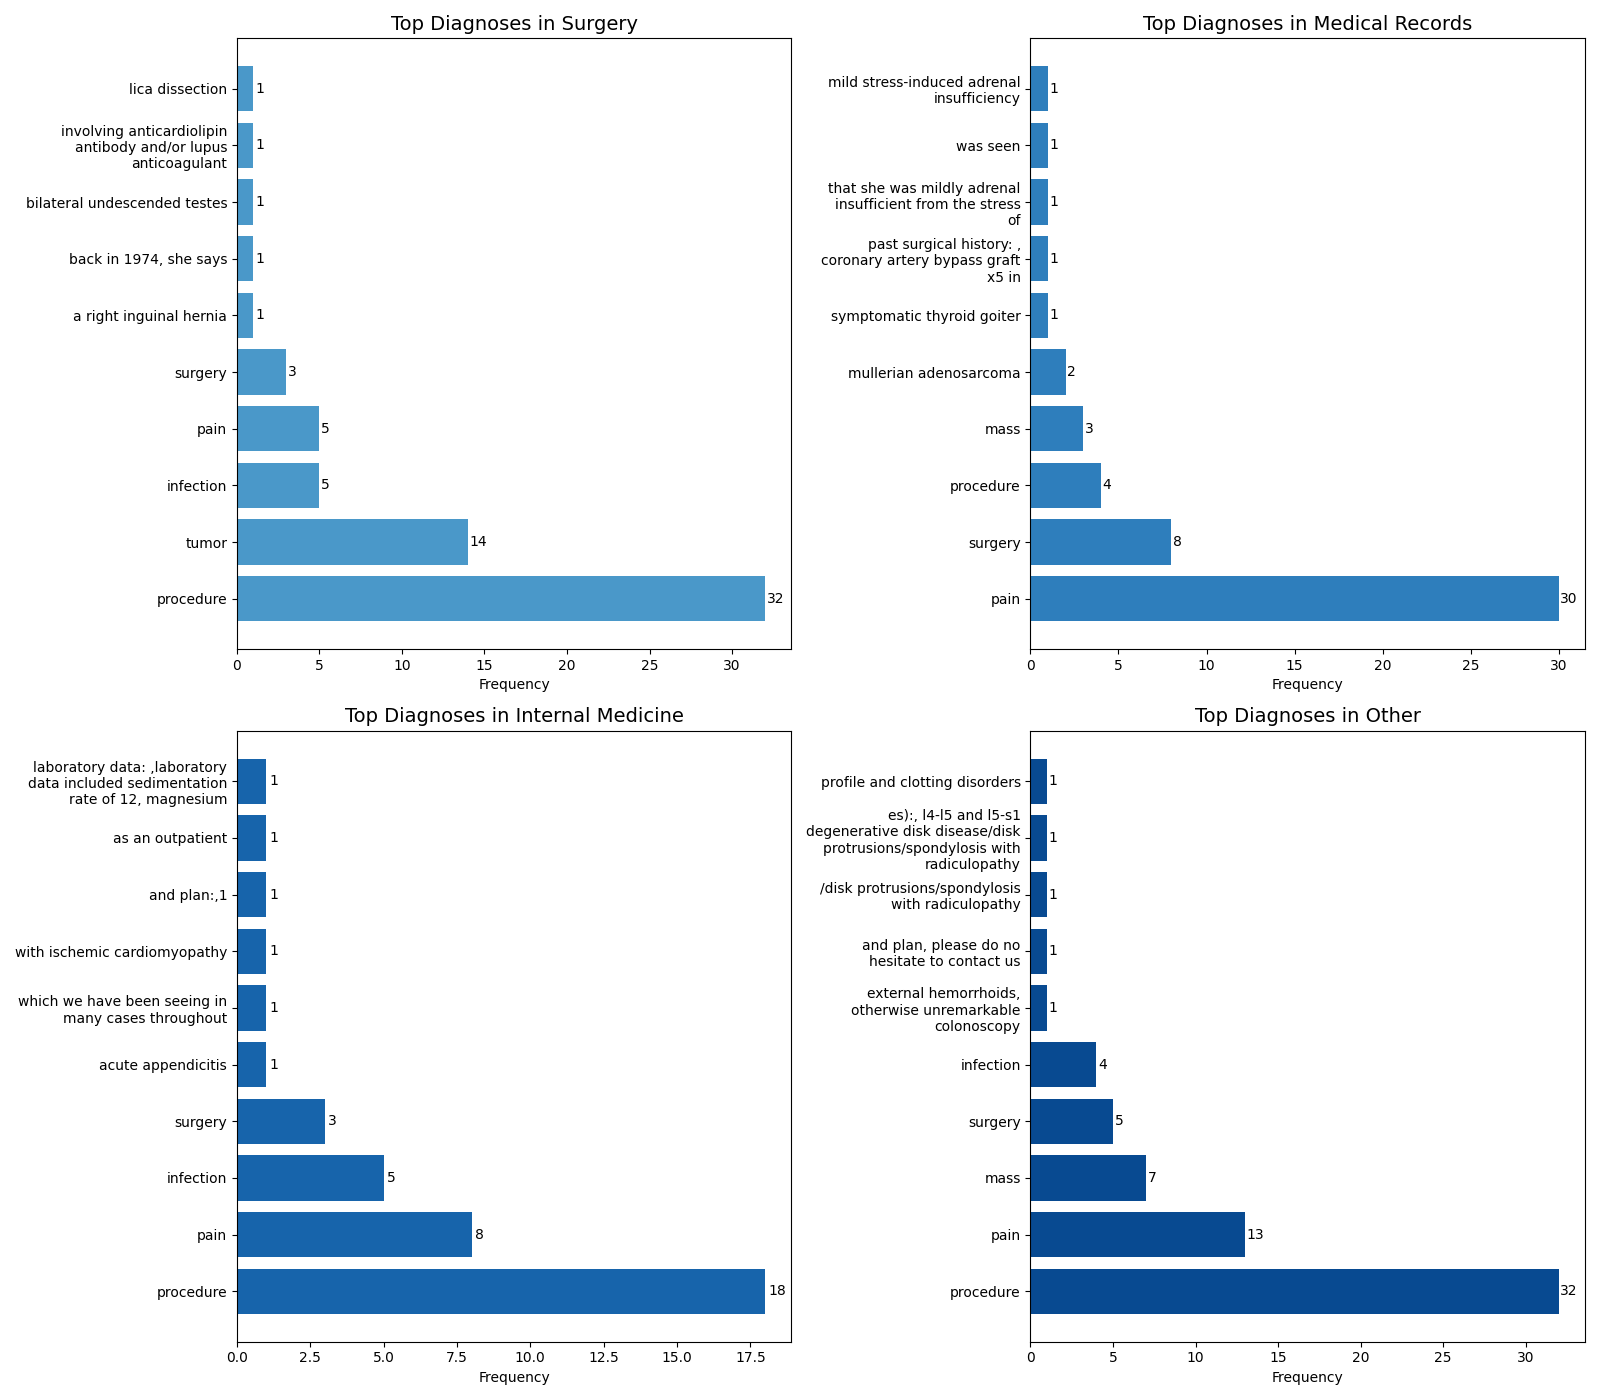 Top Diagnoses in Surgery
lica dissection
1
involving anticardiolipin
antibody and/or lupus
anticoagulant
1
bilateral undescended testes
1
back in 1974, she says
1
a right inguinal hernia
1
surgery
3
pain
5
infection
5
tumor
14
procedure
32
0 5 10 15 20 25 30
Frequency
Top Diagnoses in Medical Records
mild stress-induced adrenal
insufficiency
1
was seen
1
that she was mildly adrenal
insufficient from the stress
of
1
past surgical history: ,
coronary artery bypass graft
x5 in
1
symptomatic thyroid goiter
1
mullerian adenosarcoma
2
mass
3
procedure
4
surgery
8
pain
30
0 5 10 15 20 25 30
Frequency
Top Diagnoses in Internal Medicine
laboratory data: ,laboratory
data included sedimentation
rate of 12, magnesium
1
as an outpatient
1
and plan:,1
1
with ischemic cardiomyopathy
1
which we have been seeing in
many cases throughout
1
acute appendicitis
1
surgery
3
infection
5
pain
8
procedure
18
0.0 2.5 5.0 7.5 10.0 12.5 15.0 17.5
Frequency
Top Diagnoses in Other
profile and clotting disorders
1
es):, l4-l5 and l5-s1
degenerative disk disease/disk
protrusions/spondylosis with
radiculopathy
1
/disk protrusions/spondylosis
with radiculopathy
1
and plan, please do no
hesitate to contact us
1
external hemorrhoids,
otherwise unremarkable
colonoscopy
1
infection
4
surgery
5
mass
7
pain
13
procedure
32
0 5 10 15 20 25 30
Frequency